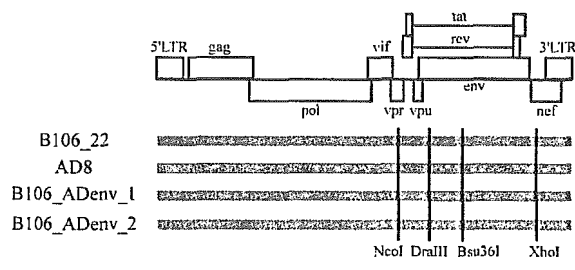 tat
rev
5'LTR gag vif 3'LTR
env
pol vpr vpu nef
B106_22
AD8
B106_ADenv_1
B106_ADenv_2
NcoI DraIII Bsu36I XhoI